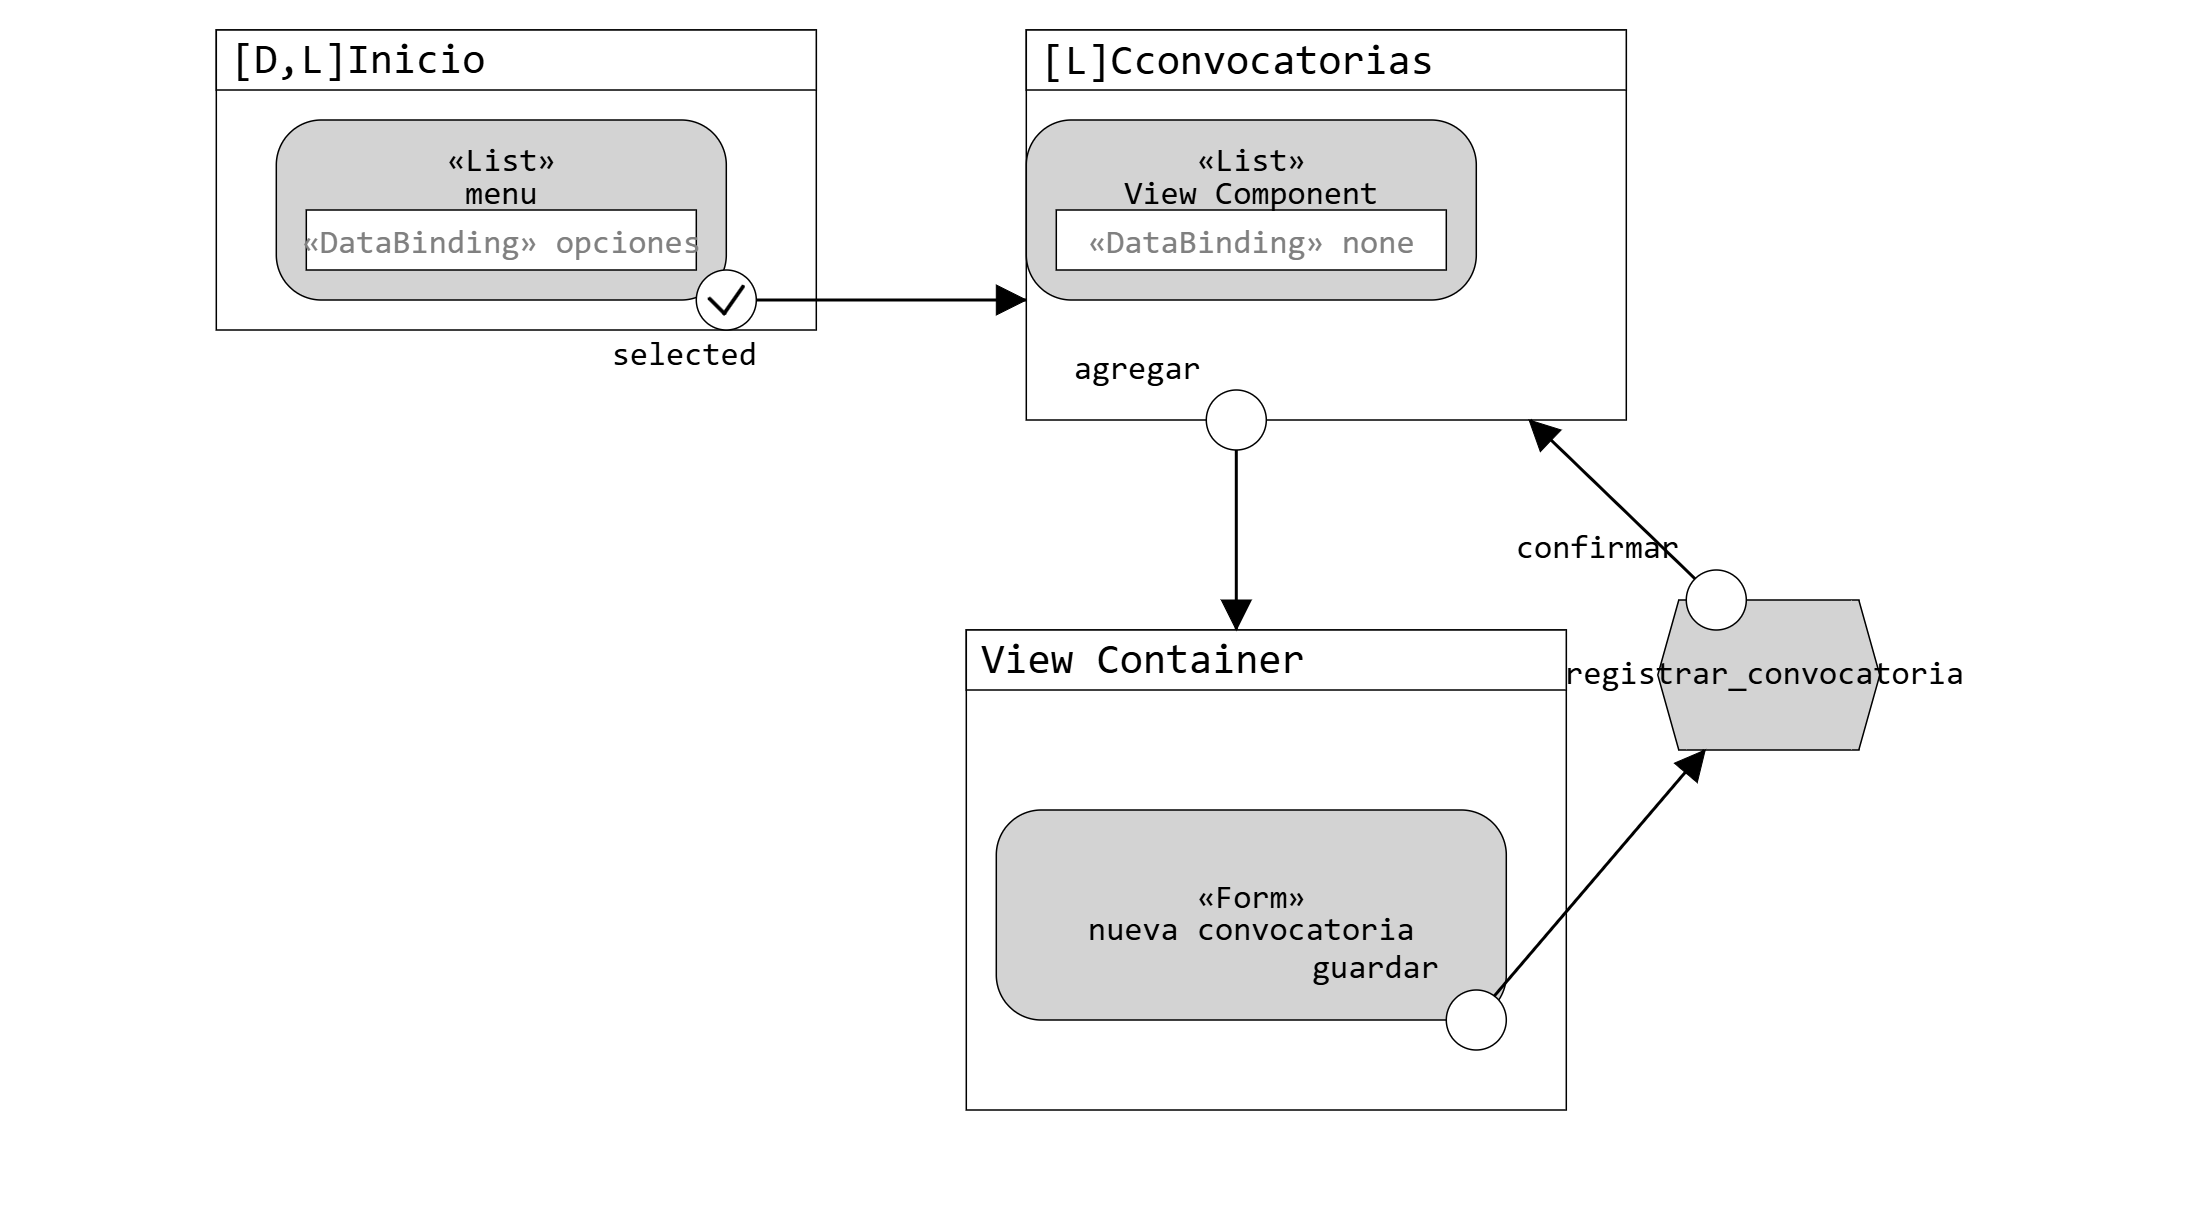 [D,L]Inicio
«List»
menu
«DataBinding» opciones
selected
[L]Cconvocatorias
«List»
View Component
«DataBinding» none
agregar
confirmar
registrar_convocatoria
View Container
«Form»
nueva convocatoria
guardar